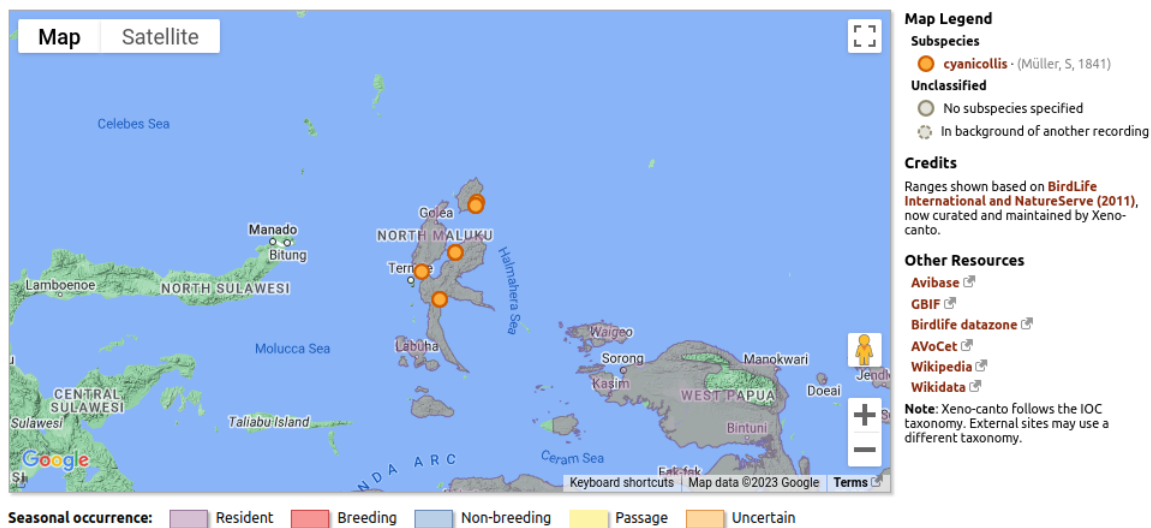 Map Satellite
Celebes Sea
Golea
Manado
NORTH MALUKU
Bitung
Halmahera Sea
Lamboenoe
NORTH SULAWESI
Molucca Sea
Waigeo
Labuha
Sorong
Manokwari
Kasim
Doeai
CENTRAL
SULAWESI
WEST PAPUA
Sulawesi
Taliabu Island
Bintuni
Google
Ceram Sea
NDA ARC
Fak-fak
Keyboard shortcuts Map data ©2023 Google Terms
Map Legend
Subspecies
cyanicollis · (Müller, S, 1841)
Unclassified
No subspecies specified
In background of another recording
Credits
Ranges shown based on BirdLife
International and NatureServe (2011),
now curated and maintained by Xeno-
canto.
Other Resources
Avibase
GBIF
Birdlife datazone
AVoCet
Wikipedia
Wikidata
Note: Xeno-canto follows the IOC
taxonomy. External sites may use a
different taxonomy.
Seasonal occurrence: Resident Breeding Non-breeding Passage Uncertain